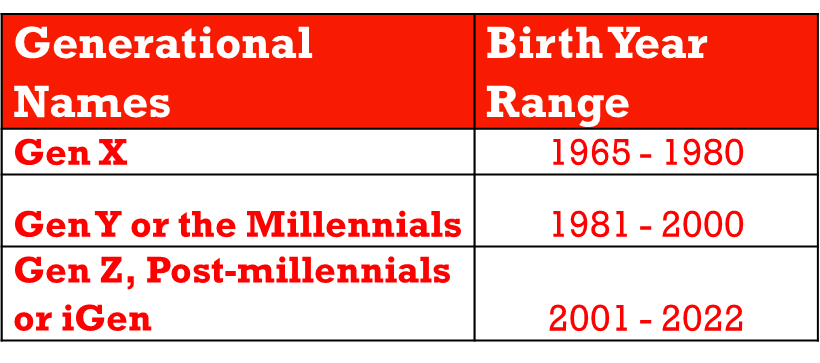 Generational Birth Year
Names Range
Gen X 1965 - 1980
Gen Y or the Millennials 1981 - 2000
Gen Z, Post-millennials
or iGen 2001 - 2022